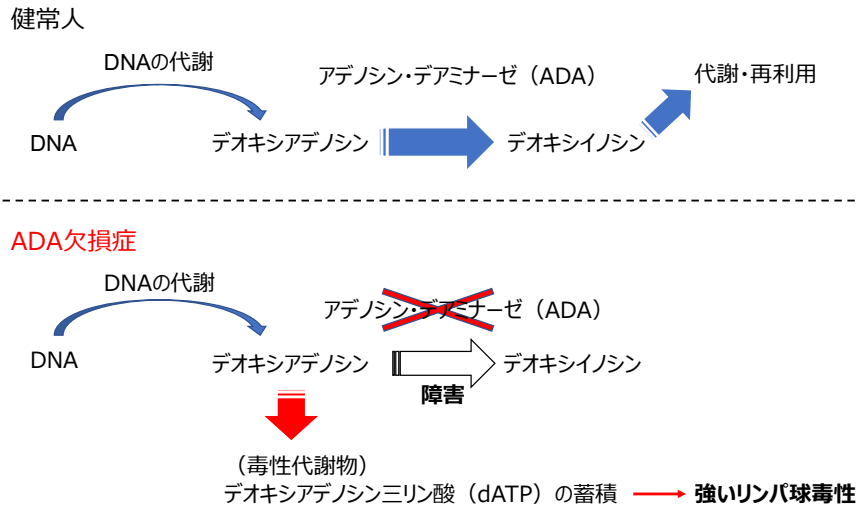 健常人
DNAの代謝
アデノシン・デアミナーゼ（ADA）
代謝・再利用
DNA
デオキシアデノシン
デオキシイノシン
ADA欠損症
DNAの代謝
アデノシン・デアミナーゼ（ADA）
DNA
デオキシアデノシン
デオキシイノシン
障害
（毒性代謝物）
デオキシアデノシン三リン酸（dATP）の蓄積
強いリンパ球毒性